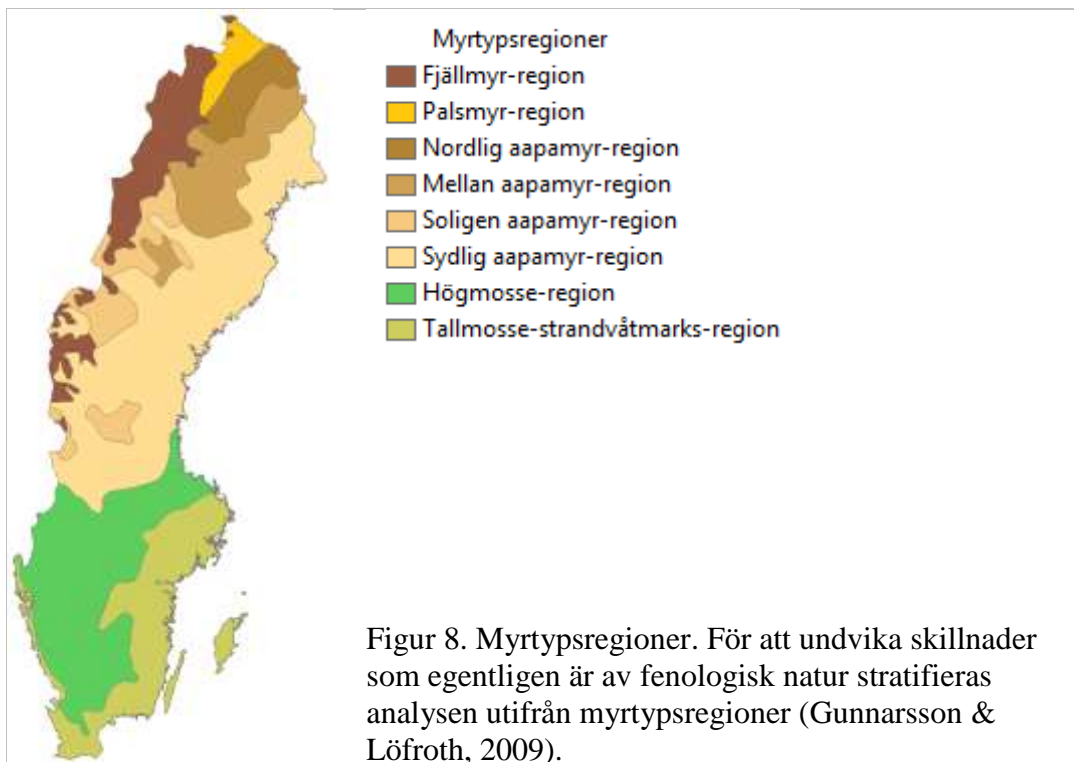 Myrtypsregioner
Fjällmyr-region
Palsmyr-region
Nordlig aapamyr-region
Mellan aapamyr-region
Soligen aapamyr-region
Sydlig aapamyr-region
Högmosse-region
Tallmosse-strandvåtmarks-region
Figur 8. Myrtypsregioner. För att undvika skillnader
som egentligen är av fenologisk natur stratifieras
analysen utifrån myrtypsregioner (Gunnarsson &
Löfroth, 2009).